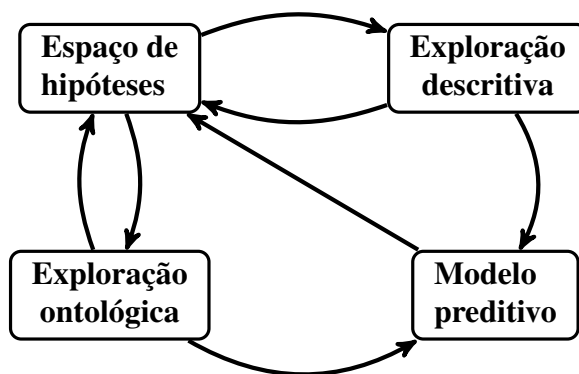 Espaço de
hipóteses
Exploração
descritiva
Exploração
ontológica
Modelo
preditivo